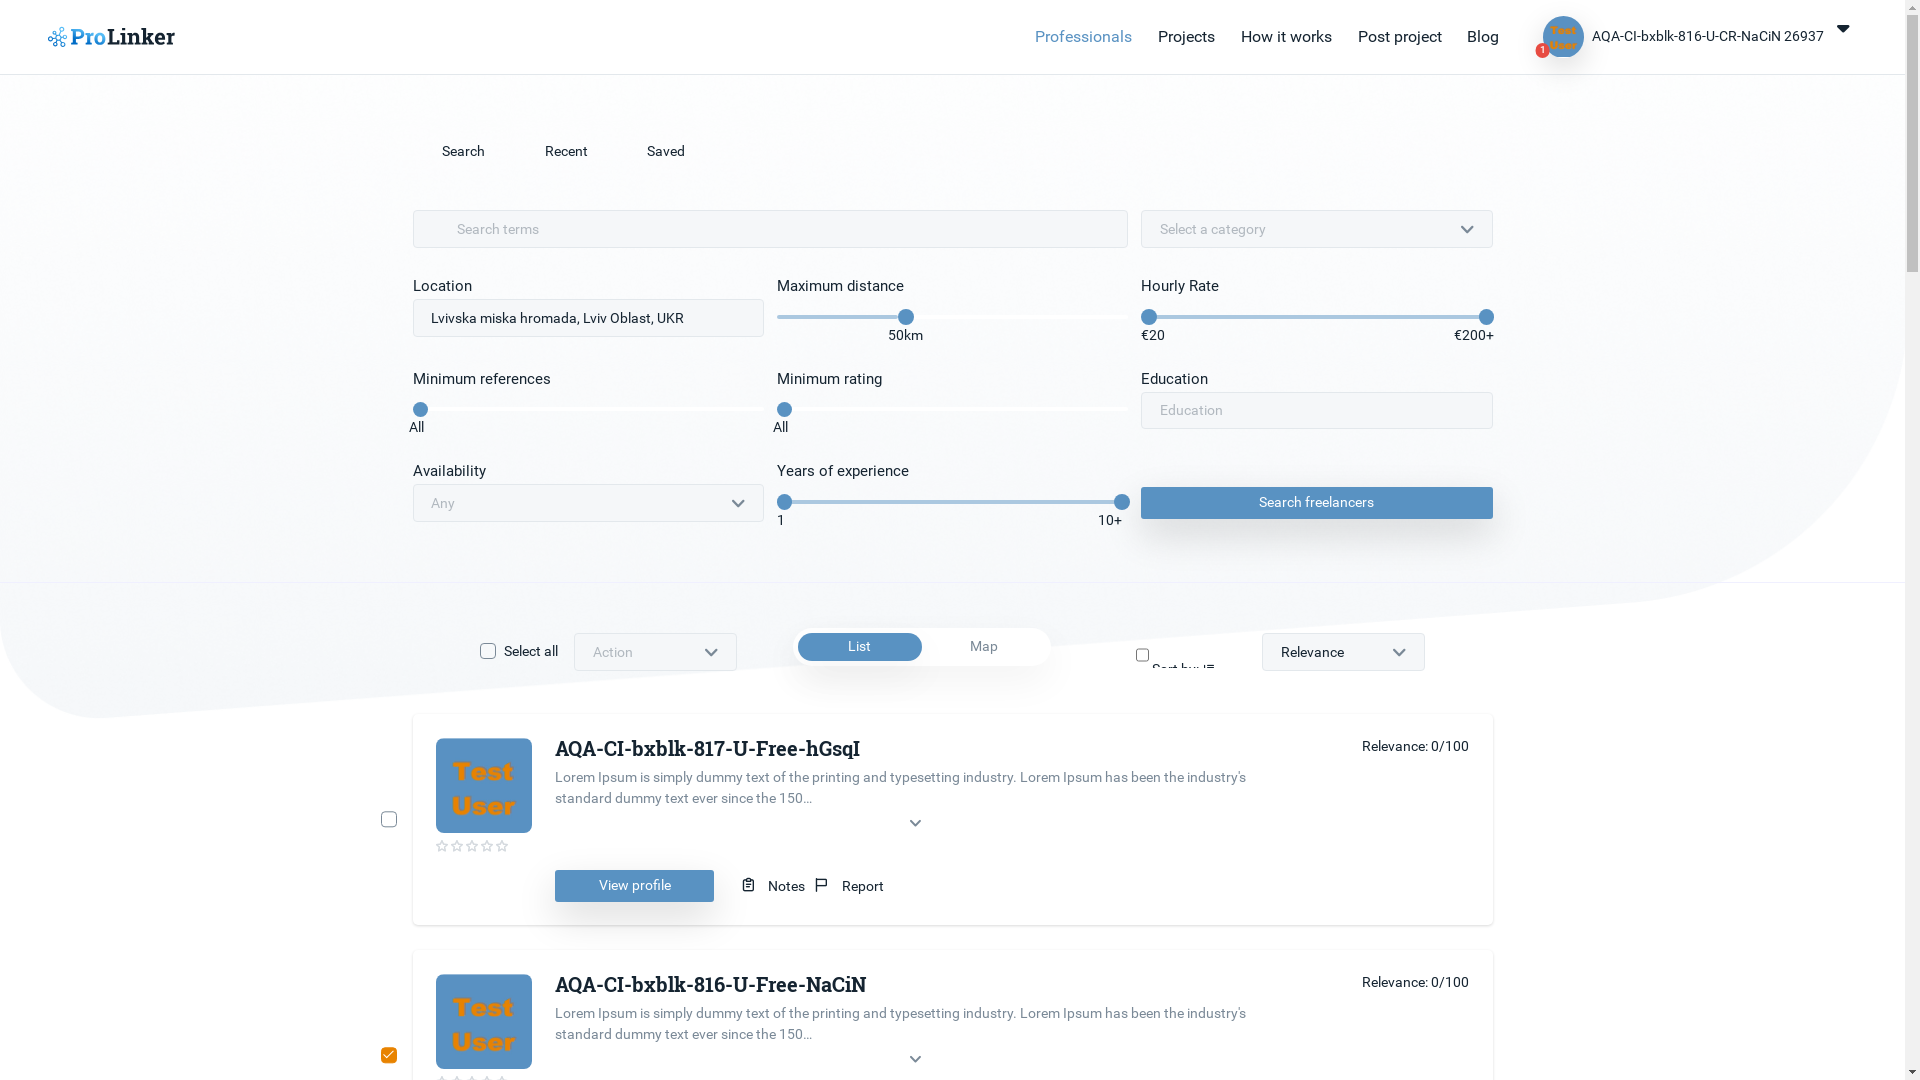 ProLinker
Professionals
Projects
How it works
Post project
Blog
Test
User
1
AQA-CI-bxblk-816-U-CR-NaCiN 26937
Search
Recent
Saved
Search terms
Select a category
Location
Maximum distance
Hourly Rate
Lvivska miska hromada, Lviv Oblast, UKR
50km
€20
€200+
Minimum references
Minimum rating
Education
All
All
Education
Availability
Years of experience
Any
1
10+
Search freelancers
Select all
Action
List
Map
Sort by:
Relevance
Test
User
AQA-CI-bxblk-817-U-Free-hGsqI
Relevance: 0/100
Lorem Ipsum is simply dummy text of the printing and typesetting industry. Lorem Ipsum has been the industry's
standard dummy text ever since the 150...
View profile
Notes
Report
Test
User
AQA-CI-bxblk-816-U-Free-NaCiN
Relevance: 0/100
Lorem Ipsum is simply dummy text of the printing and typesetting industry. Lorem Ipsum has been the industry's
standard dummy text ever since the 150...